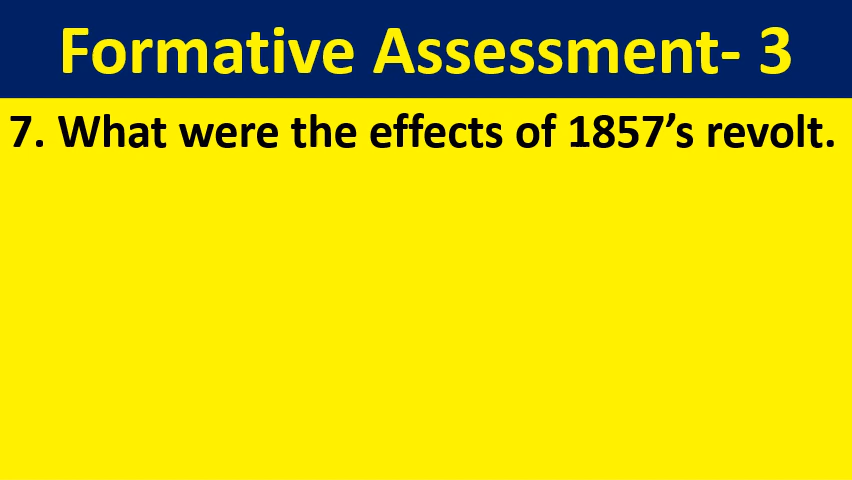 Formative Assessment- 3
7. What were the effects of 1857’s revolt.